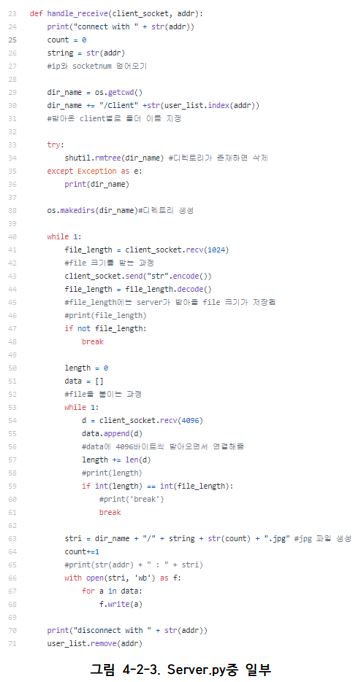 23 def handle_receive(client_socket, addr):
24     print("connect with " + str(addr))
25     count = 0
26     string = str(addr)
27     #ip와 socketnum 얻어오기
28
29     dir_name = os.getcwd()
30     dir_name += "/Client" +str(user_list.index(addr))
31     #받아온 client별로 폴더 이름 지정
32
33     try:
34         shutil.rmtree(dir_name) #디렉토리가 존재하면 삭제
35     except Exception as e:
36         print(dir_name)
37
38     os.makedirs(dir_name)#디렉토리 생성
39
40     while 1:
41         file_length = client_socket.recv(1024)
42         #file 크기를 받는 과정
43         client_socket.send("str".encode())
44         file_length = file_length.decode()
45         #file_length에는 server가 받아올 file 크기가 저장됨
46         #print(file_length)
47         if not file_length:
48             break
49
50         length = 0
51         data = []
52         #file을 붙이는 과정
53         while 1:
54             d = client_socket.recv(4096)
55             data.append(d)
56             #data에 4096바이트씩 받아오면서 연결해줌
57             length += len(d)
58             #print(length)
59             if int(length) == int(file_length):
60                 #print('break')
61                 break
62
63         stri = dir_name + "/" + string + str(count) + ".jpg" #jpg 파일 생성
64         count+=1
65         #print(str(addr) + " : " + stri)
66         with open(stri, 'wb') as f:
67             for a in data:
68                 f.write(a)
69
70     print("disconnect with " + str(addr))
71     user_list.remove(addr)
그림 4-2-3. Server.py중 일부